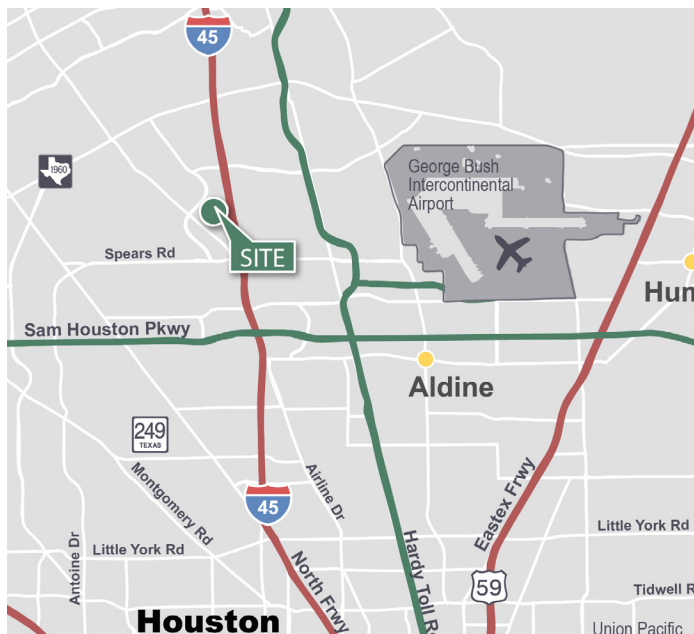 45
1960
George Bush
Intercontinental
Airport
Spears Rd
SITE
Hum
Sam Houston Pkwy
Aldine
249
TEXAS
Montgomery Rd
Airline Dr
Eastex Frwy
45
Antoine Dr
Little York Rd
Little York Rd
Hardy Toll R
North Frwy
59
Tidwell R
Houston
Union Pacific